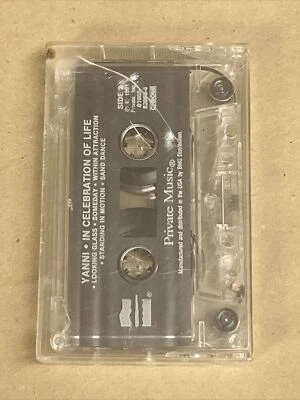 YANNI • IN CELEBRATION OF LIFE
• LOOKING GLASS • SOMEDAY • WITHIN ATTRACTION
• STANDING IN MOTION • SAND DANCE
SIDE 2
Private Music®
Manufactured and distributed in the USA by BMG Distribution.